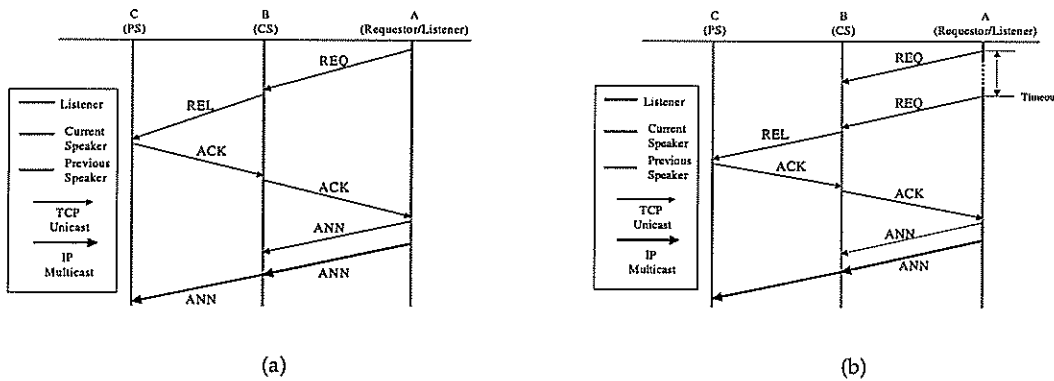 C
(PS)
B
(CS)
A
(Requestor/Listener)
REQ
REL
ACK
ACK
ANN
ANN
ANN
Listener
Current
Speaker
Previous
Speaker
TCP
Unicast
IP
Multicast
(a)
C
(PS)
B
(CS)
A
(Requestor/Listener)
REQ
Timeou
REQ
REL
ACK
ACK
ANN
ANN
Listener
Current
Speaker
Previous
Speaker
TCP
Unicast
IP
Multicast
(b)